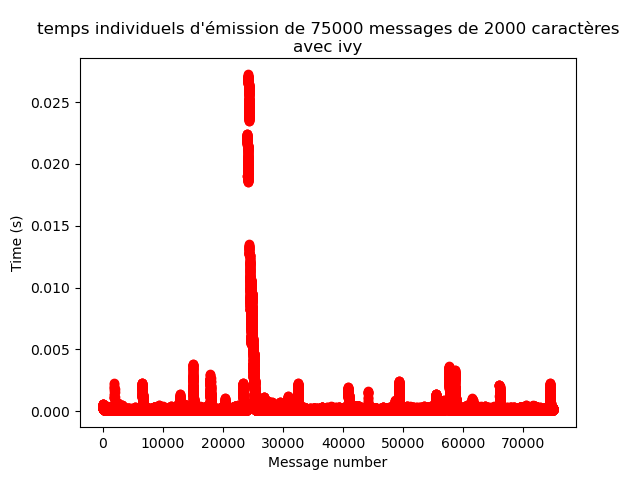 temps individuels d'émission de 75000 messages de 2000 caractères
avec ivy
0.025
0.020
0.015
0.010
0.005
0.000
Time (s)
0 10000 20000 30000 40000 50000 60000 70000
Message number